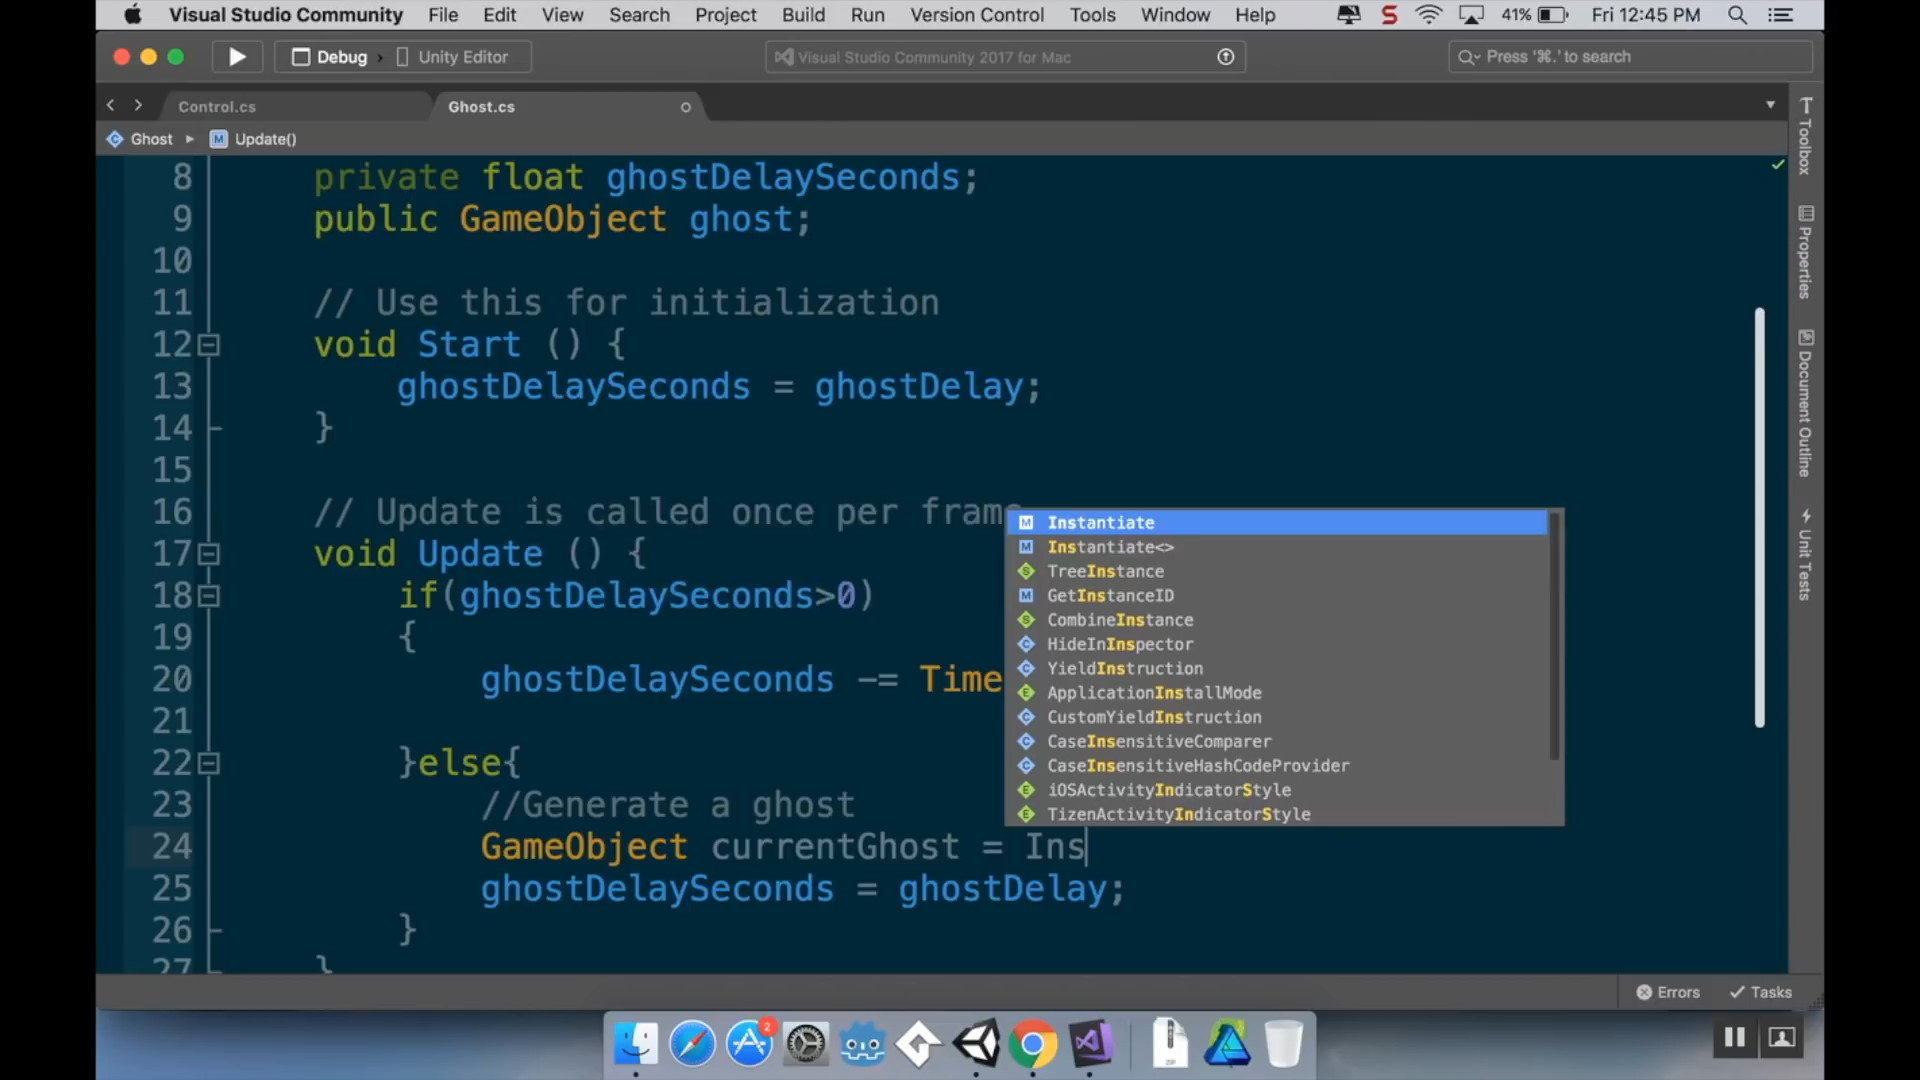 Visual Studio Community File Edit View Search Project Build Run Version Control Tools Window Help S 41% Fri 12:45 PM
Debug › Unity Editor Visual Studio Community 2017 for Mac Press '⌘.' to search
Control.cs Ghost.cs
C Ghost ▸ M Update()
8 private float ghostDelaySeconds;
9 public GameObject ghost;
10
11 // Use this for initialization
12 void Start () {
13 ghostDelaySeconds = ghostDelay;
14 }
15
16 // Update is called once per frame
17 void Update () {
18 if(ghostDelaySeconds>0)
19 {
20 ghostDelaySeconds -= Time
21
22 }else{
23 //Generate a ghost
24 GameObject currentGhost = Ins
25 ghostDelaySeconds = ghostDelay;
26 }
27 }
M Instantiate
M Instantiate<>
S TreeInstance
M GetInstanceID
S CombineInstance
C HideInInspector
C YieldInstruction
E ApplicationInstallMode
C CustomYieldInstruction
C CaseInsensitiveComparer
C CaseInsensitiveHashCodeProvider
E iOSActivityIndicatorStyle
E TizenActivityIndicatorStyle
Toolbox
Properties
Document Outline
Unit Tests
Errors Tasks
2
ZIP